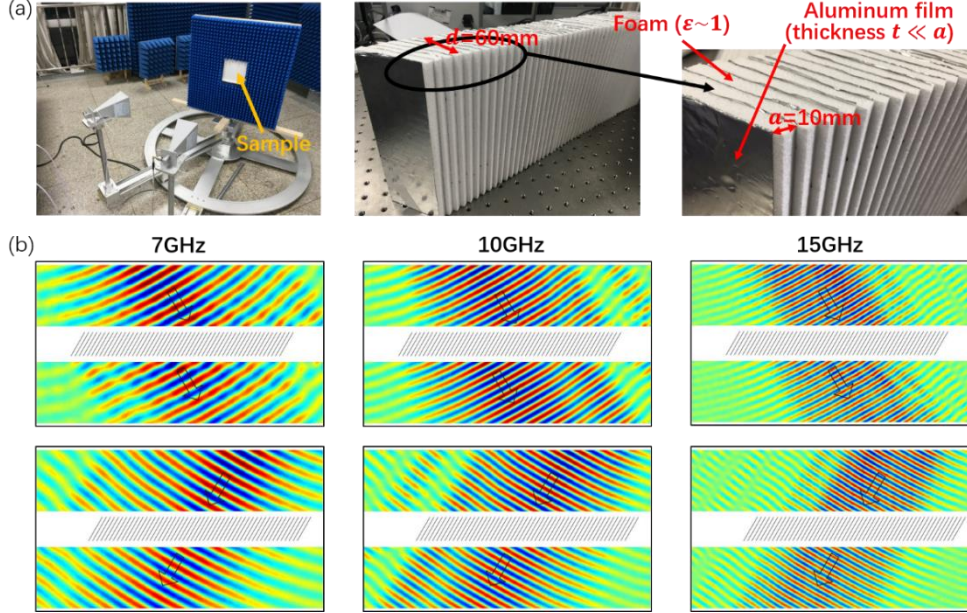 (a)
Sample
d=60mm
Foam (ε~1)
Aluminum film
(thickness t ≪ a)
a=10mm
(b)
7GHz
10GHz
15GHz